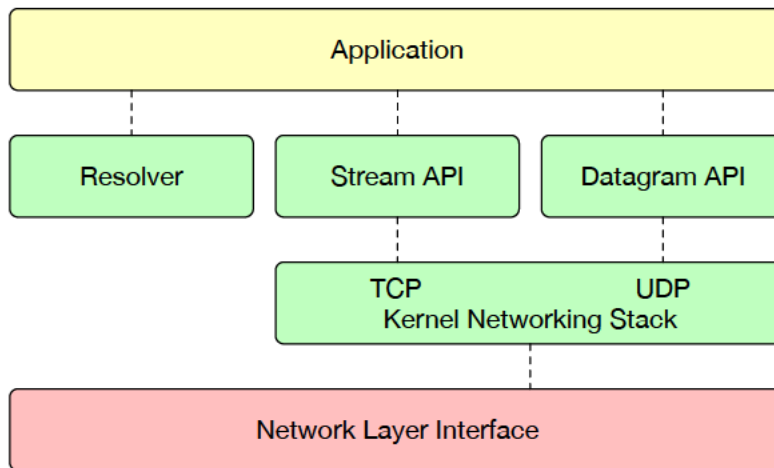 Application
Resolver
Stream API
Datagram API
TCP
UDP
Kernel Networking Stack
Network Layer Interface